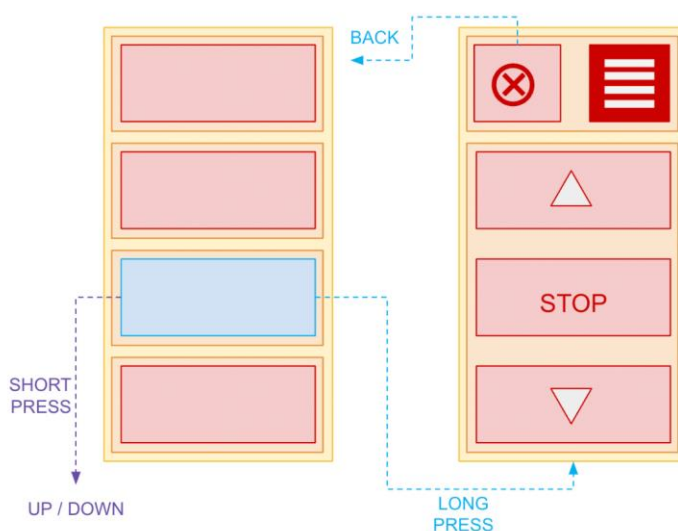 BACK
STOP
SHORT
PRESS
UP / DOWN
LONG
PRESS